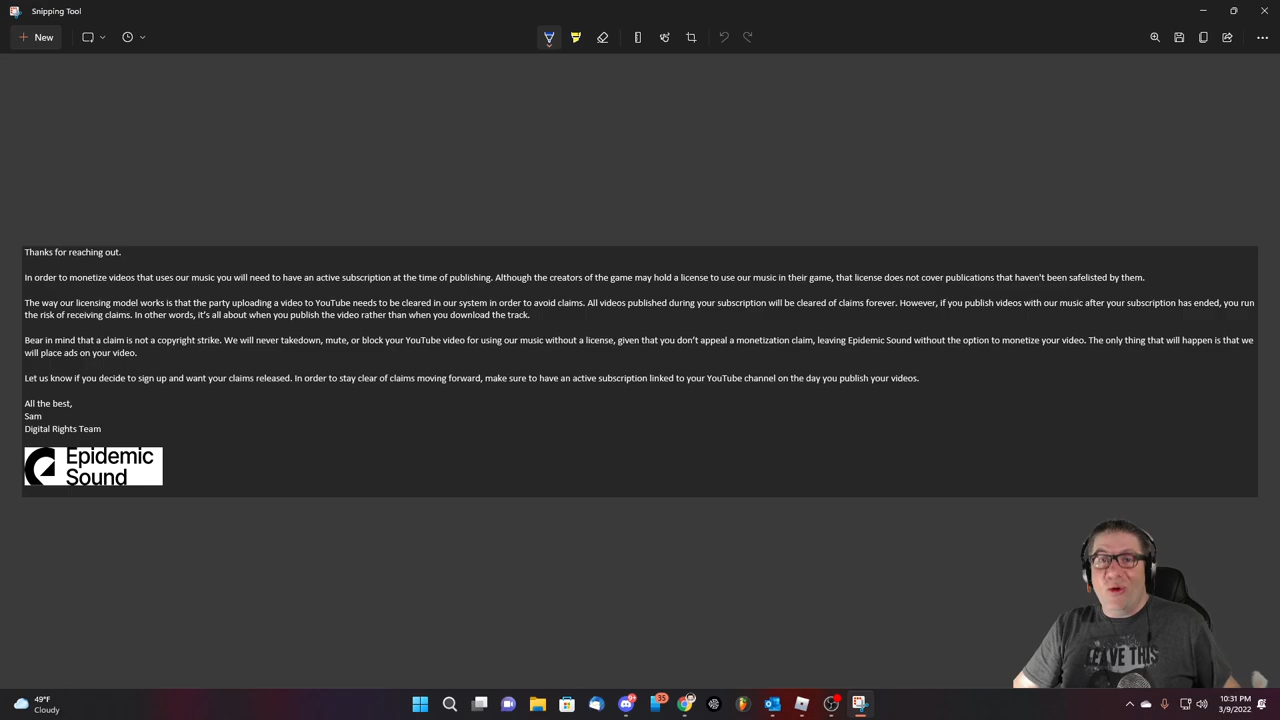 Snipping Tool
New
Thanks for reaching out.
In order to monetize videos that uses our music you will need to have an active subscription at the time of publishing. Although the creators of the game may hold a license to use our music in their game, that license does not cover publications that haven't been safelisted by them.
The way our licensing model works is that the party uploading a video to YouTube needs to be cleared in our system in order to avoid claims. All videos published during your subscription will be cleared of claims forever. However, if you publish videos with our music after your subscription has ended, you run
the risk of receiving claims. In other words, it's all about when you publish the video rather than when you download the track.
Bear in mind that a claim is not a copyright strike. We will never takedown, mute, or block your YouTube video for using our music without a license, given that you don't appeal a monetization claim, leaving Epidemic Sound without the option to monetize your video. The only thing that will happen is that we
will place ads on your video.
Let us know if you decide to sign up and want your claims released. In order to stay clear of claims moving forward, make sure to have an active subscription linked to your YouTube channel on the day you publish your videos.
All the best,
Sam
Digital Rights Team
Epidemic
Sound
LEAVE THIS
49°F
Cloudy
35
10:31 PM
3/9/2022